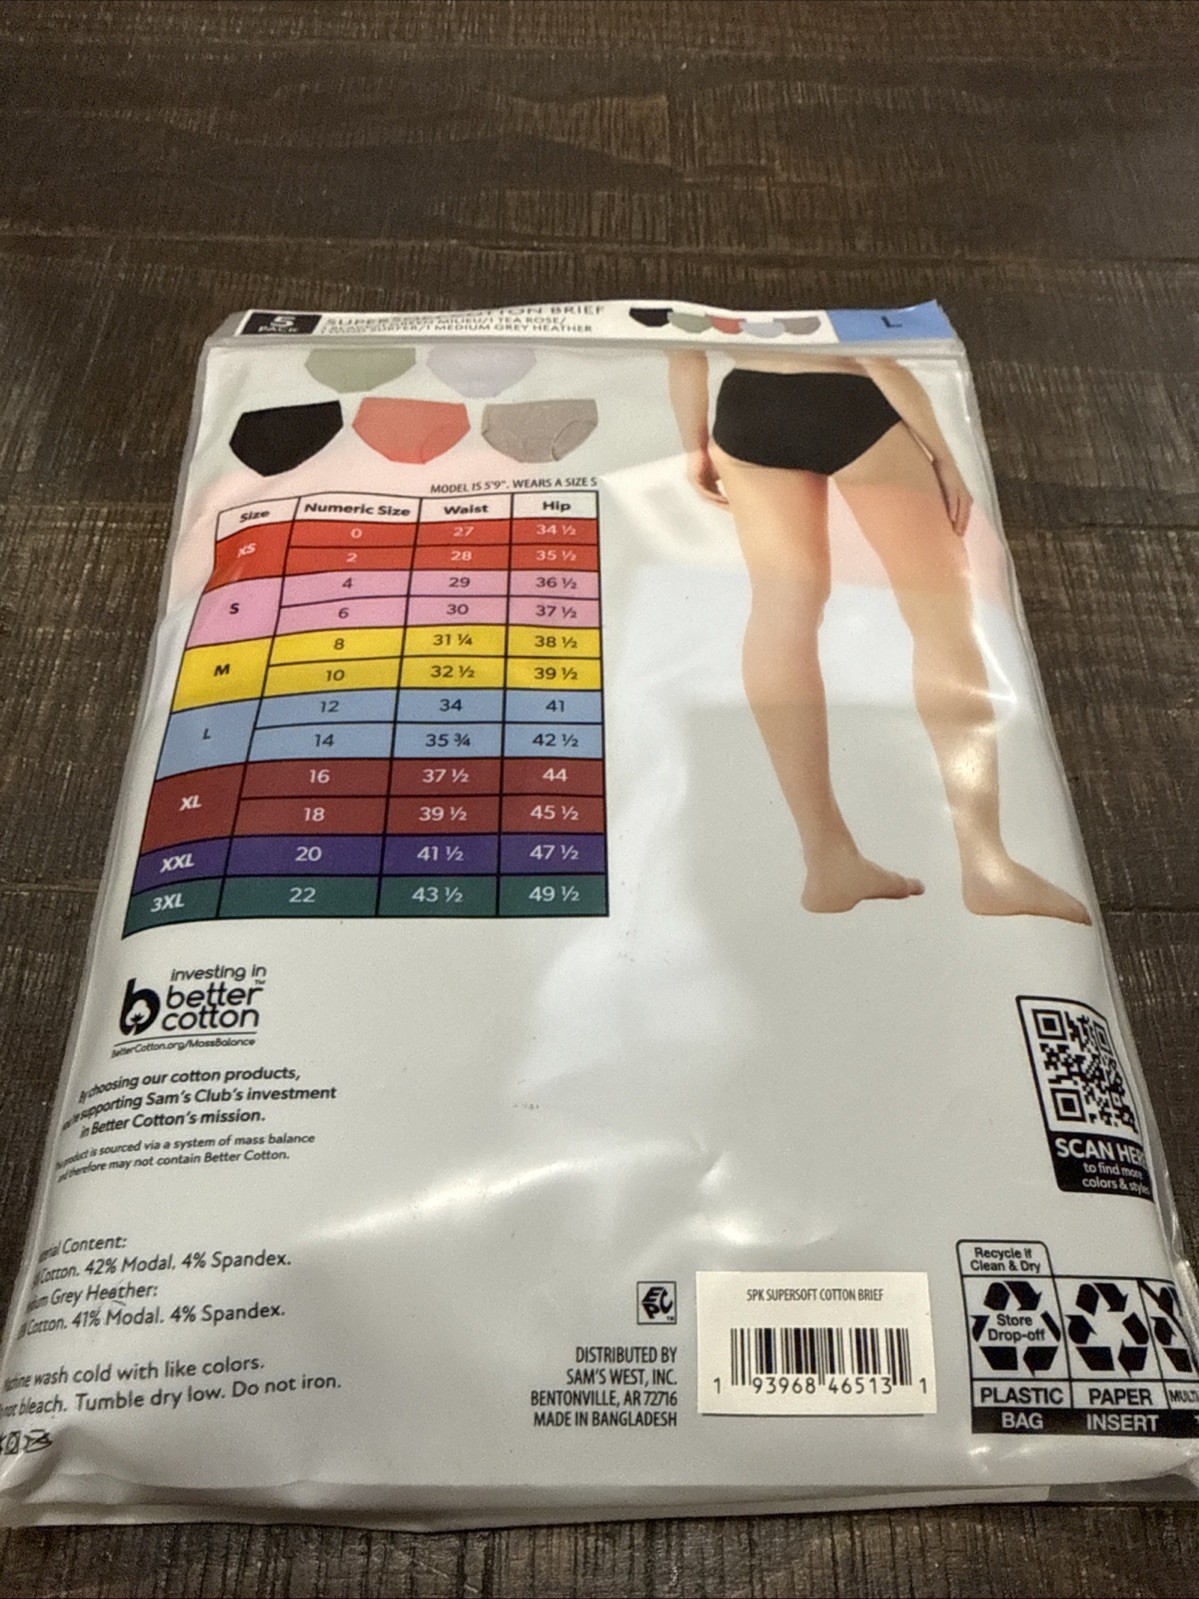 5
PACK
SUPERSOFT COTTON BRIEF
MILIEU/1 TEA ROSE/
SURFER/1 MEDIUM GREY HEATHER
L
MODEL IS 5'9". WEARS A SIZE S
Size Numeric Size Waist Hip
XS
0 27 34 ½
2 28 35 ½
S
4 29 36 ½
6 30 37 ½
M
8 31 ¼ 38 ½
10 32 ½ 39 ½
L
12 34 41
14 35 ¾ 42 ½
XL
16 37 ½ 44
18 39 ½ 45 ½
XXL 20 41 ½ 47 ½
3XL 22 43 ½ 49 ½
investing in
better™
cotton
BetterCotton.org/MassBalance
By choosing our cotton products,
supporting Sam's Club's investment
in Better Cotton's mission.
product is sourced via a system of mass balance
and therefore may not contain Better Cotton.
Content:
Cotton. 42% Modal. 4% Spandex.
Grey Heather:
Cotton. 41% Modal. 4% Spandex.
wash cold with like colors.
bleach. Tumble dry low. Do not iron.
EPC™
DISTRIBUTED BY
SAM'S WEST, INC.
BENTONVILLE, AR 72716
MADE IN BANGLADESH
5PK SUPERSOFT COTTON BRIEF
1 93968 46513 1
SCAN HER
to find more
colors & style
Recycle if
Clean & Dry
Store
Drop-off
PLASTIC
BAG
PAPER
INSERT